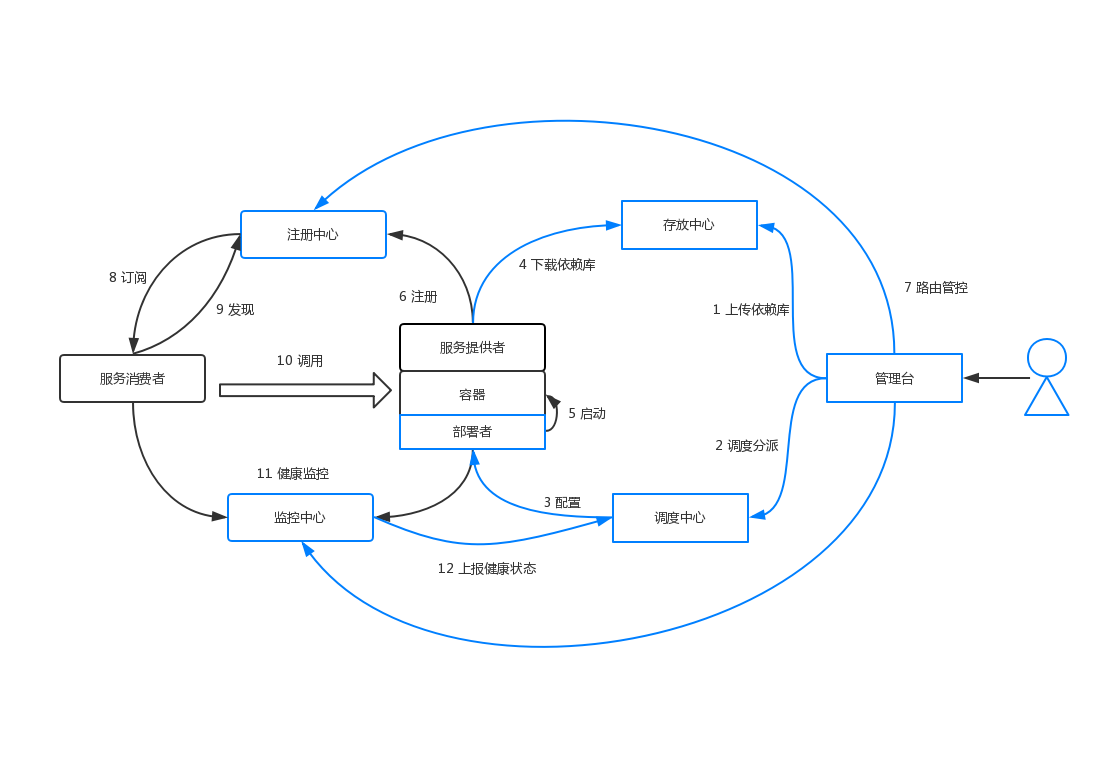 注册中心
存放中心
8 订阅
9 发现
6 注册
4 下载依赖库
1 上传依赖库
7 路由管控
服务提供者
服务消费者
10 调用
容器
5 启动
部署者
管理台
2 调度分派
11 健康监控
3 配置
监控中心
调度中心
12 上报健康状态